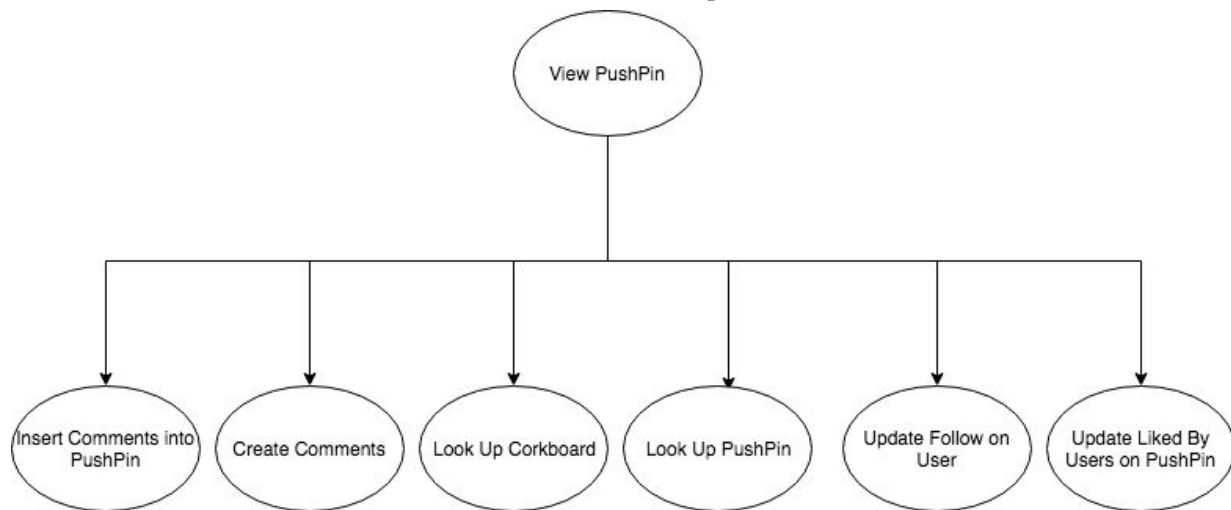 View PushPin
Insert Comments into
PushPin
Create Comments
Look Up Corkboard
Look Up PushPin
Update Follow on
User
Update Liked By
Users on PushPin